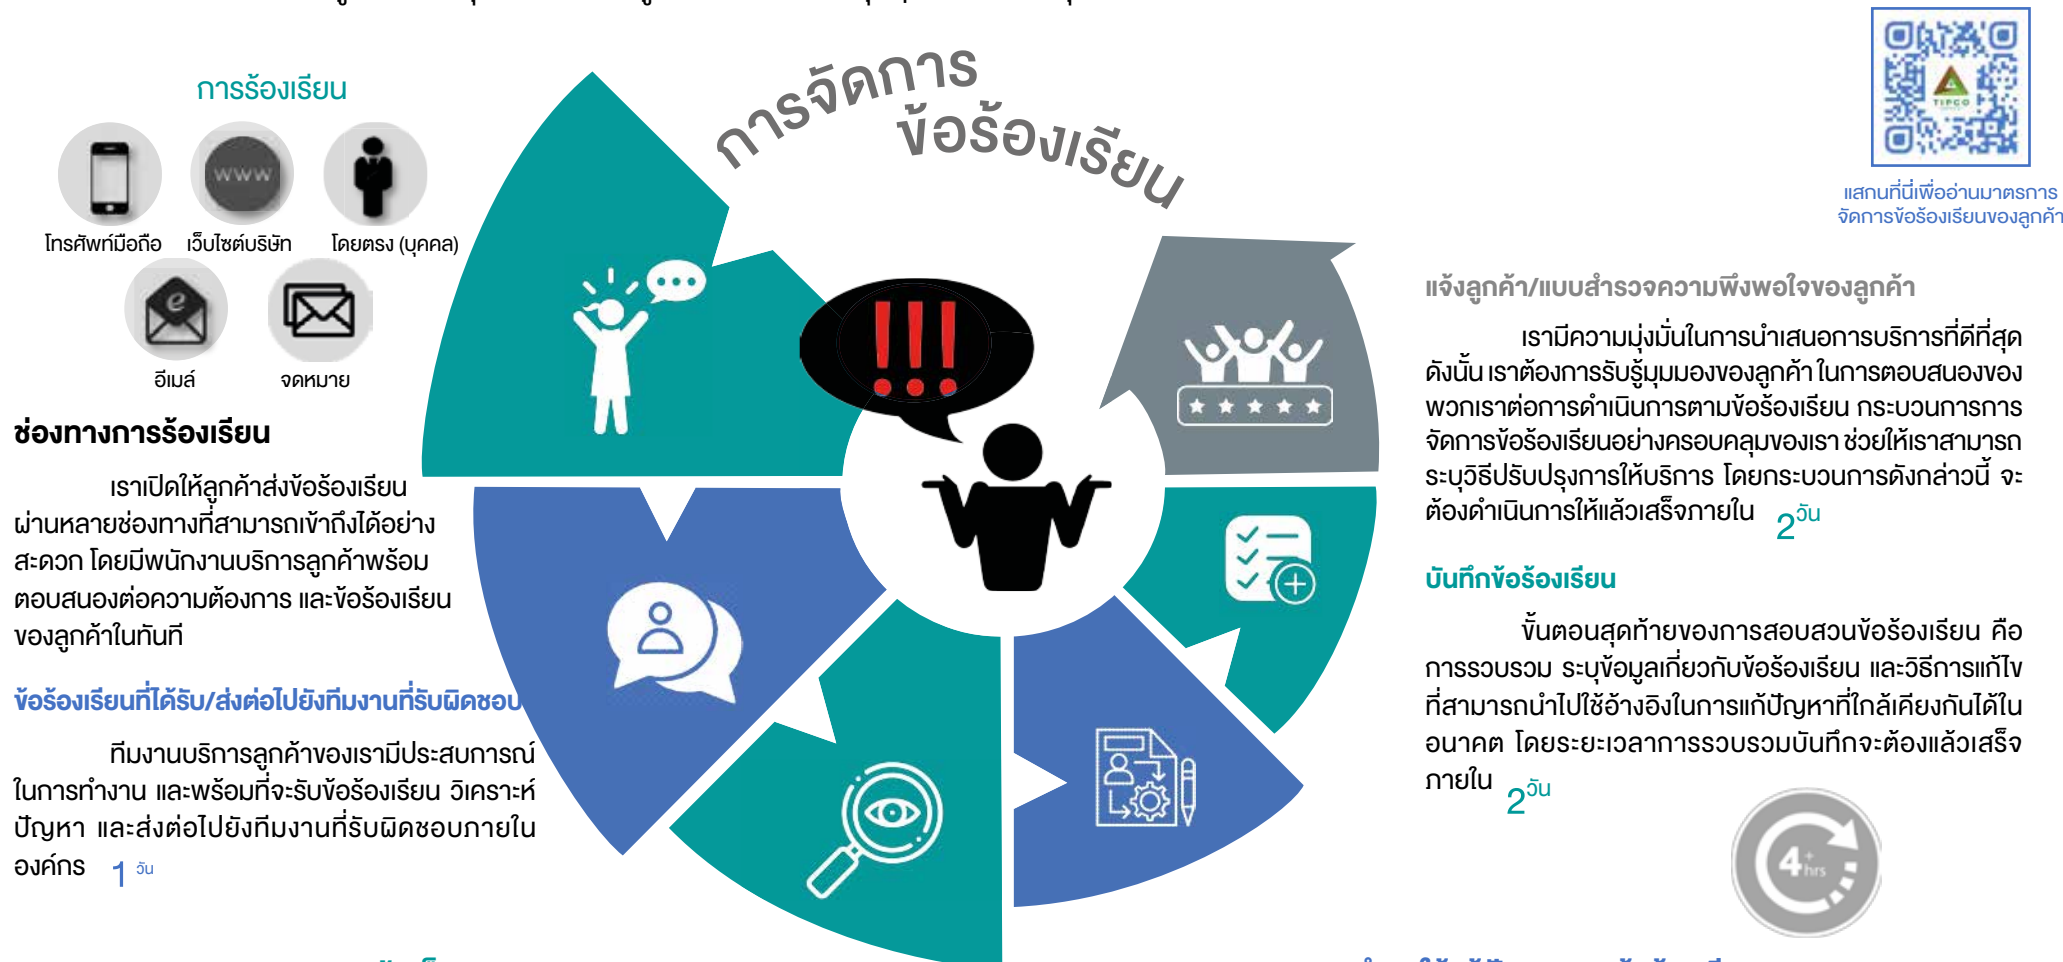 การจัดการ
ข้อร้องเรียน
การร้องเรียน
โทรศัพท์มือถือ
WWW
เว็บไซต์บริษัท
โดยตรง (บุคคล)
e
อีเมล์
จดหมาย
ช่องทางการร้องเรียน
เราเปิดให้ลูกค้าส่งข้อร้องเรียน
ผ่านหลายช่องทางที่สามารถเข้าถึงได้อย่าง
สะดวก โดยมีพนักงานบริการลูกค้าพร้อม
ตอบสนองต่อความต้องการ และข้อร้องเรียน
ของลูกค้าในทันที
ข้อร้องเรียนที่ได้รับ/ส่งต่อไปยังทีมงานที่รับผิดชอบ
ทีมงานบริการลูกค้าของเรามีประสบการณ์
ในการทำงาน และพร้อมที่จะรับข้อร้องเรียน วิเคราะห์
ปัญหา และส่งต่อไปยังทีมงานที่รับผิดชอบภายใน
องค์กร 1 วัน
!!!
TIPCO
แสกนที่นี่เพื่ออ่านมาตรการ
จัดการข้อร้องเรียนของลูกค้า
แจ้งลูกค้า/แบบสำรวจความพึงพอใจของลูกค้า
เรามีความมุ่งมั่นในการนำเสนอการบริการที่ดีที่สุด
ดังนั้น เราต้องการรับรู้มุมมองของลูกค้า ในการตอบสนองของ
พวกเราต่อการดำเนินการตามข้อร้องเรียน กระบวนการการ
จัดการข้อร้องเรียนอย่างครอบคลุมของเรา ช่วยให้เราสามารถ
ระบุวิธีปรับปรุงการให้บริการ โดยกระบวนการดังกล่าวนี้ จะ
ต้องดำเนินการให้แล้วเสร็จภายใน 2 วัน
บันทึกข้อร้องเรียน
ขั้นตอนสุดท้ายของการสอบสวนข้อร้องเรียน คือ
การรวบรวม ระบุข้อมูลเกี่ยวกับข้อร้องเรียน และวิธีการแก้ไข
ที่สามารถนำไปใช้อ้างอิงในการแก้ปัญหาที่ใกล้เคียงกันได้ใน
อนาคต โดยระยะเวลาการรวบรวมบันทึกจะต้องแล้วเสร็จ
ภายใน 2 วัน
4+ hrs